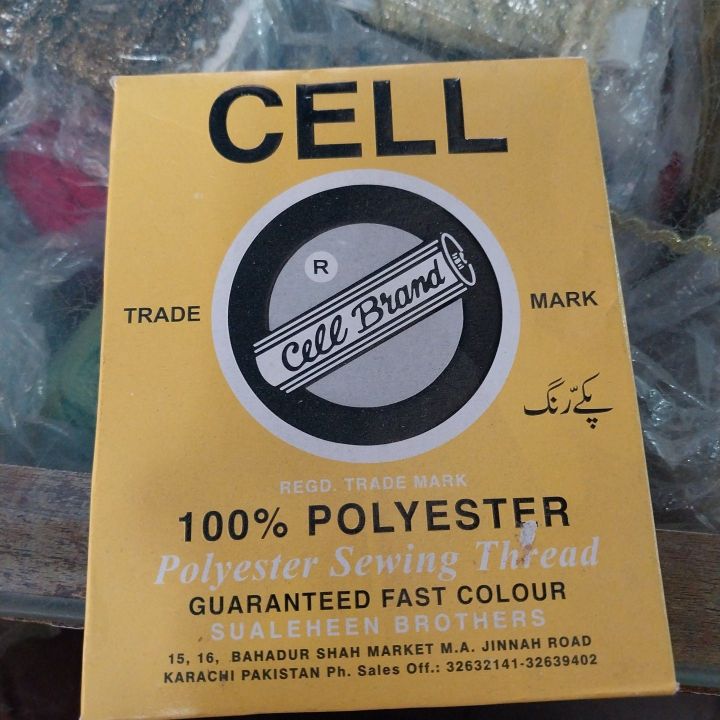 CELL
R
Cell Brand
TRADE MARK
پکے رنگ
REGD. TRADE MARK
100% POLYESTER
Polyester Sewing Thread
GUARANTEED FAST COLOUR
SUALEHEEN BROTHERS
15, 16, BAHADUR SHAH MARKET M.A. JINNAH ROAD
KARACHI PAKISTAN Ph. Sales Off.: 32632141-32639402